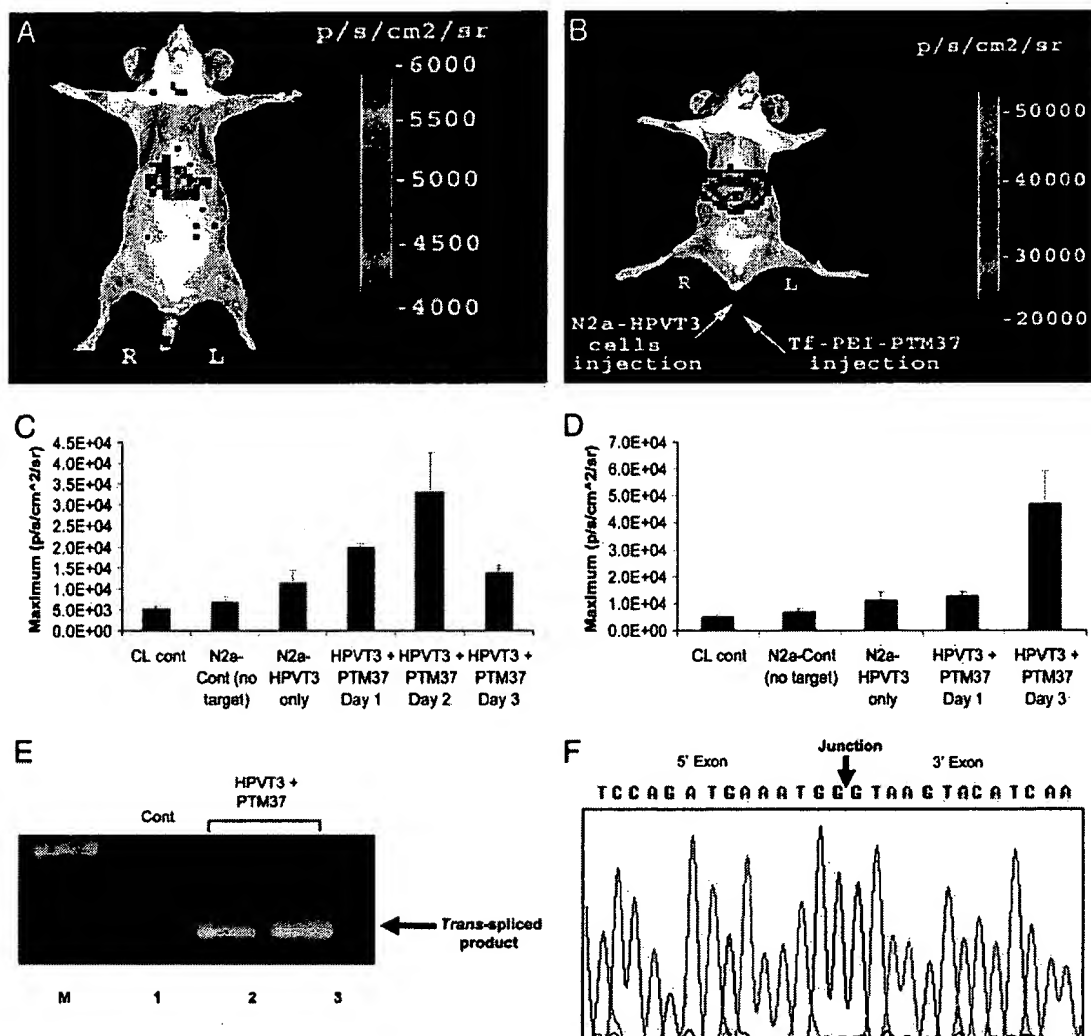 A
p/s/cm2/sr
-6000
-5500
-5000
-4500
-4000
R L
B
p/s/cm2/sr
-50000
-40000
-30000
-20000
R L
N2a-HPVT3 cells injection
Tf-PEI-PTM37 injection
C
Maximum (p/s/cm^2/sr)
4.5E+04
4.0E+04
3.5E+04
3.0E+04
2.5E+04
2.0E+04
1.5E+04
1.0E+04
5.0E+03
0.0E+00
CL cont
N2a-Cont (no target)
N2a-HPVT3 only
HPVT3 + PTM37 Day 1
HPVT3 + PTM37 Day 2
HPVT3 + PTM37 Day 3
D
Maximum (p/s/cm^2/sr)
7.0E+04
6.0E+04
5.0E+04
4.0E+04
3.0E+04
2.0E+04
1.0E+04
0.0E+00
CL cont
N2a-Cont (no target)
N2a-HPVT3 only
HPVT3 + PTM37 Day 1
HPVT3 + PTM37 Day 3
E
HPVT3 + PTM37
Cont
Trans-spliced product
M 1 2 3
F
Junction
5' Exon 3' Exon
T C C A G A T G A A A T G G G T A A G T A C A T C A A